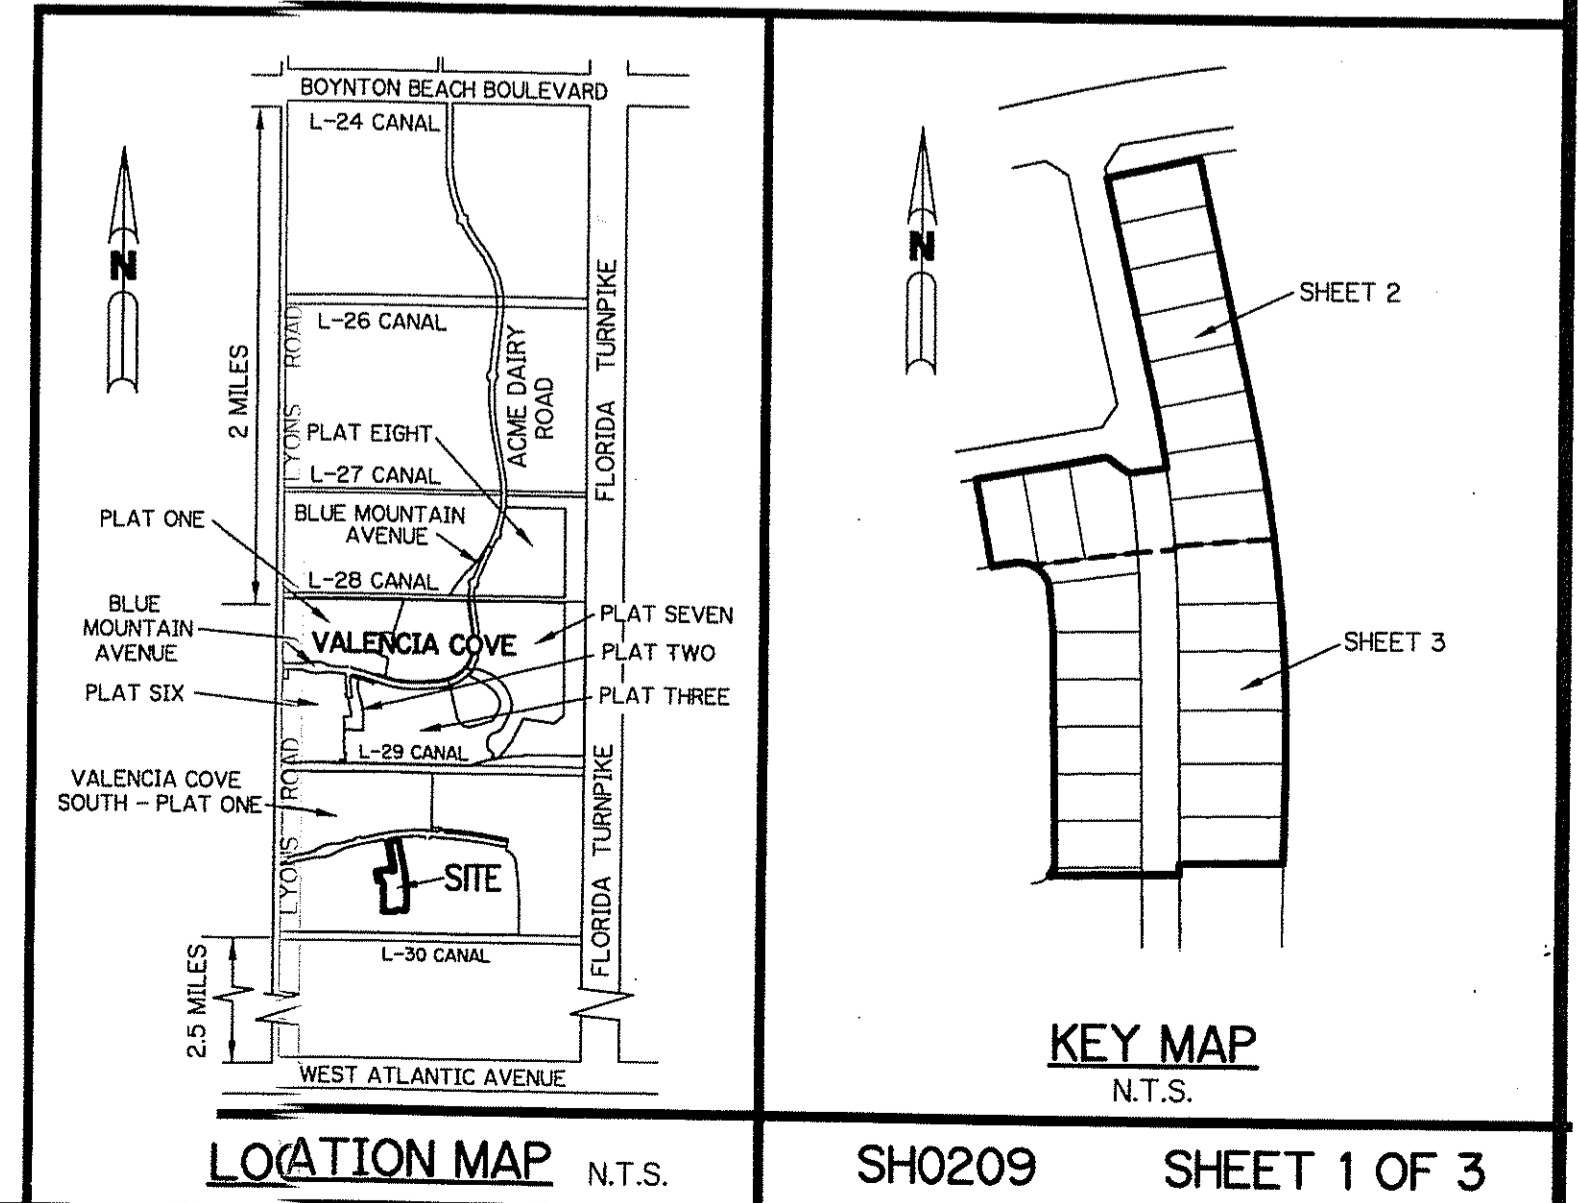 BOYNTON BEACH BOULEVARD
L-24 CANAL
N
L-26 CANAL
2 MILES
LYONS ROAD
ACME DAIRY
ROAD
FLORIDA TURNPIKE
PLAT EIGHT
L-27 CANAL
PLAT ONE
BLUE MOUNTAIN
AVENUE
L-28 CANAL
BLUE
MOUNTAIN
AVENUE
VALENCIA COVE
PLAT SEVEN
PLAT TWO
PLAT SIX
PLAT THREE
L-29 CANAL
VALENCIA COVE
SOUTH - PLAT ONE
LYONS ROAD
FLORIDA TURNPIKE
SITE
L-30 CANAL
2.5 MILES
WEST ATLANTIC AVENUE
LOCATION MAP N.T.S.
N
SHEET 2
SHEET 3
KEY MAP
N.T.S.
SH0209 SHEET 1 OF 3